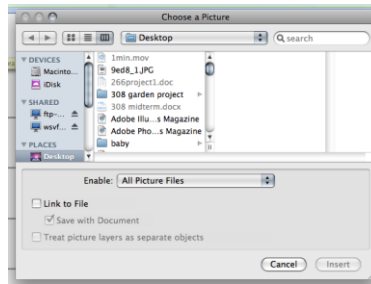 Choose a Picture
Desktop
search
DEVICES
Macinto...
iDisk
SHARED
ftp-...
wsvf...
PLACES
Desktop
1min.mov
9ed8_1.JPG
266project1.doc
308 garden project
308 midterm.docx
Adobe Illu...s Magazine
Adobe Pho...s Magazine
baby
Enable: All Picture Files
Link to File
Save with Document
Treat picture layers as separate objects
Cancel Insert